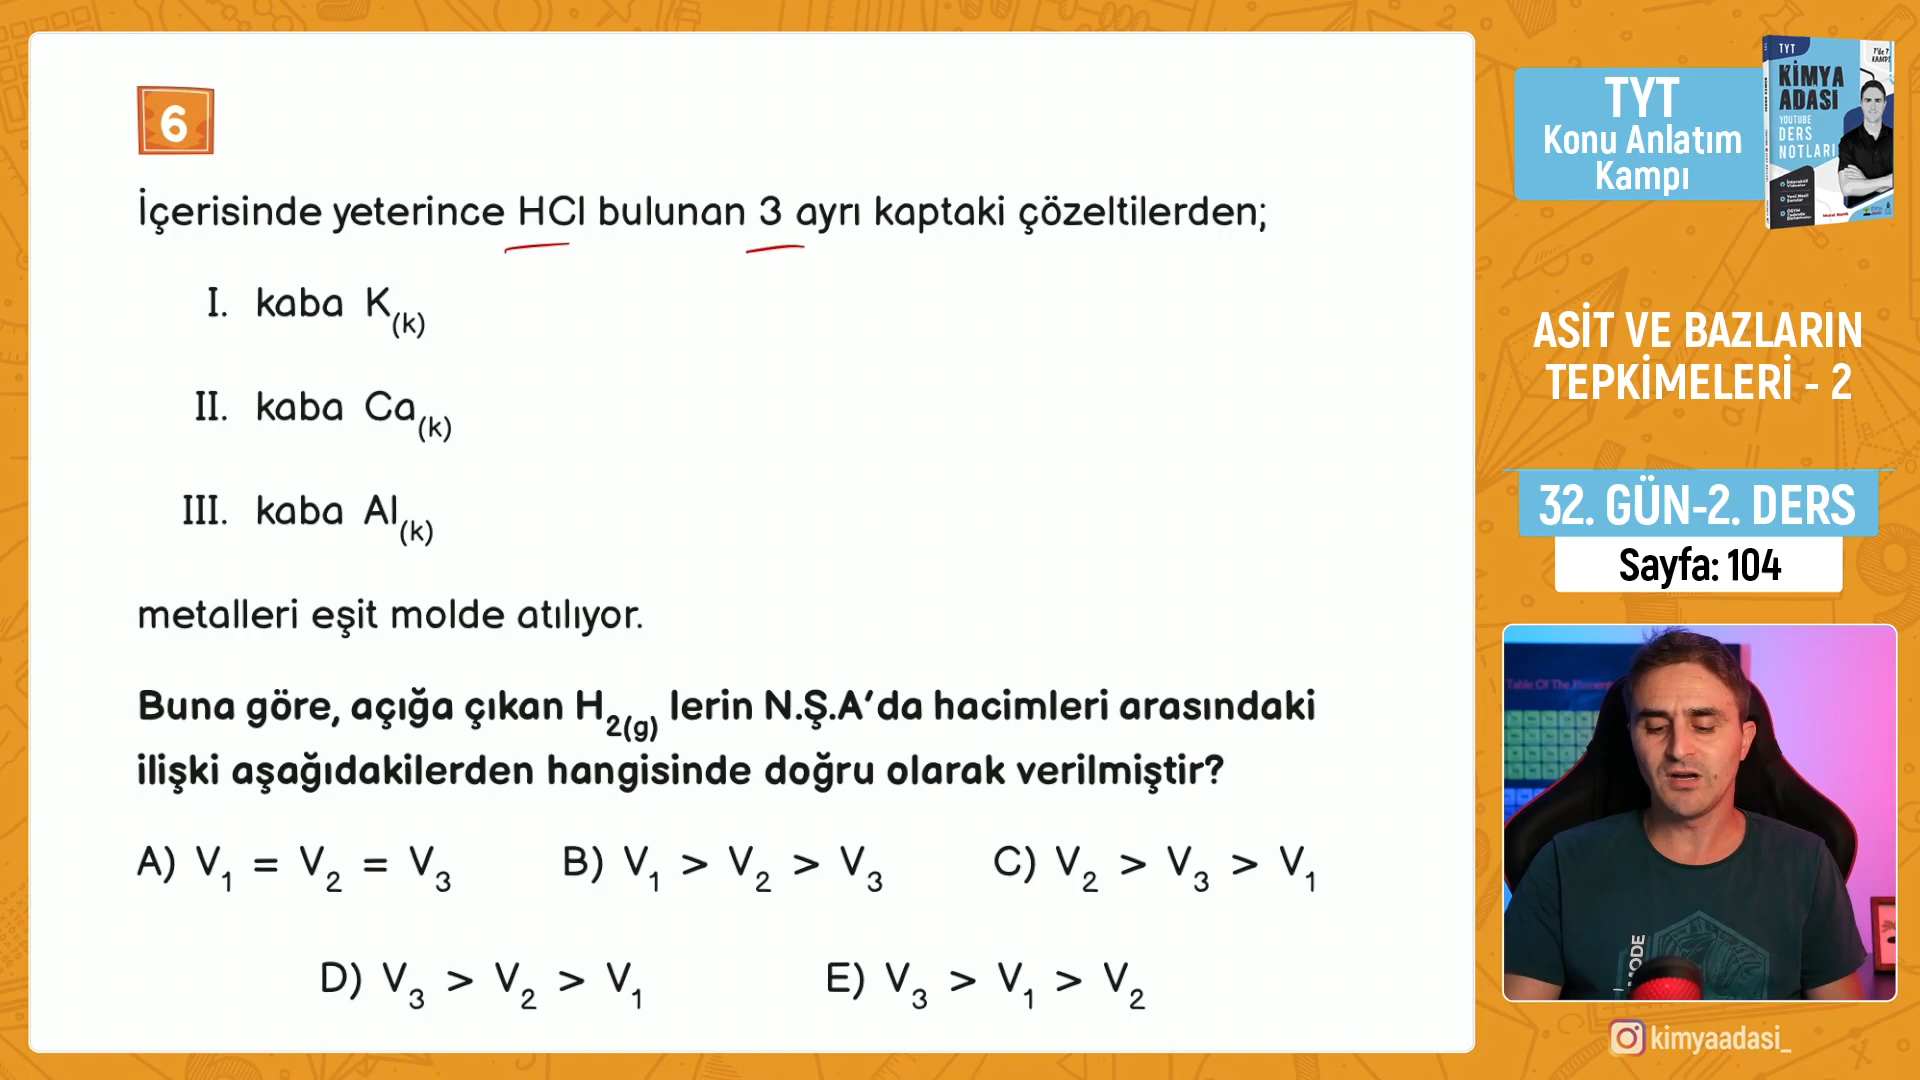 6
İçerisinde yeterince HCl bulunan 3 ayrı kaptaki çözeltilerden;
I. kaba K(k)
II. kaba Ca(k)
III. kaba Al(k)
metalleri eşit molde atılıyor.
Buna göre, açığa çıkan H2(g) lerin N.Ş.A'da hacimleri arasındaki
ilişki aşağıdakilerden hangisinde doğru olarak verilmiştir?
A) V1 = V2 = V3 B) V1 > V2 > V3 C) V2 > V3 > V1
D) V3 > V2 > V1 E) V3 > V1 > V2
TYT
Konu Anlatım
Kampı
TYT
KİMYA
ADASI
YOUTUBE
DERS
NOTLARI
ASİT VE BAZLARIN
TEPKİMELERİ - 2
32. GÜN-2. DERS
Sayfa: 104
MODE
kimyaadasi_